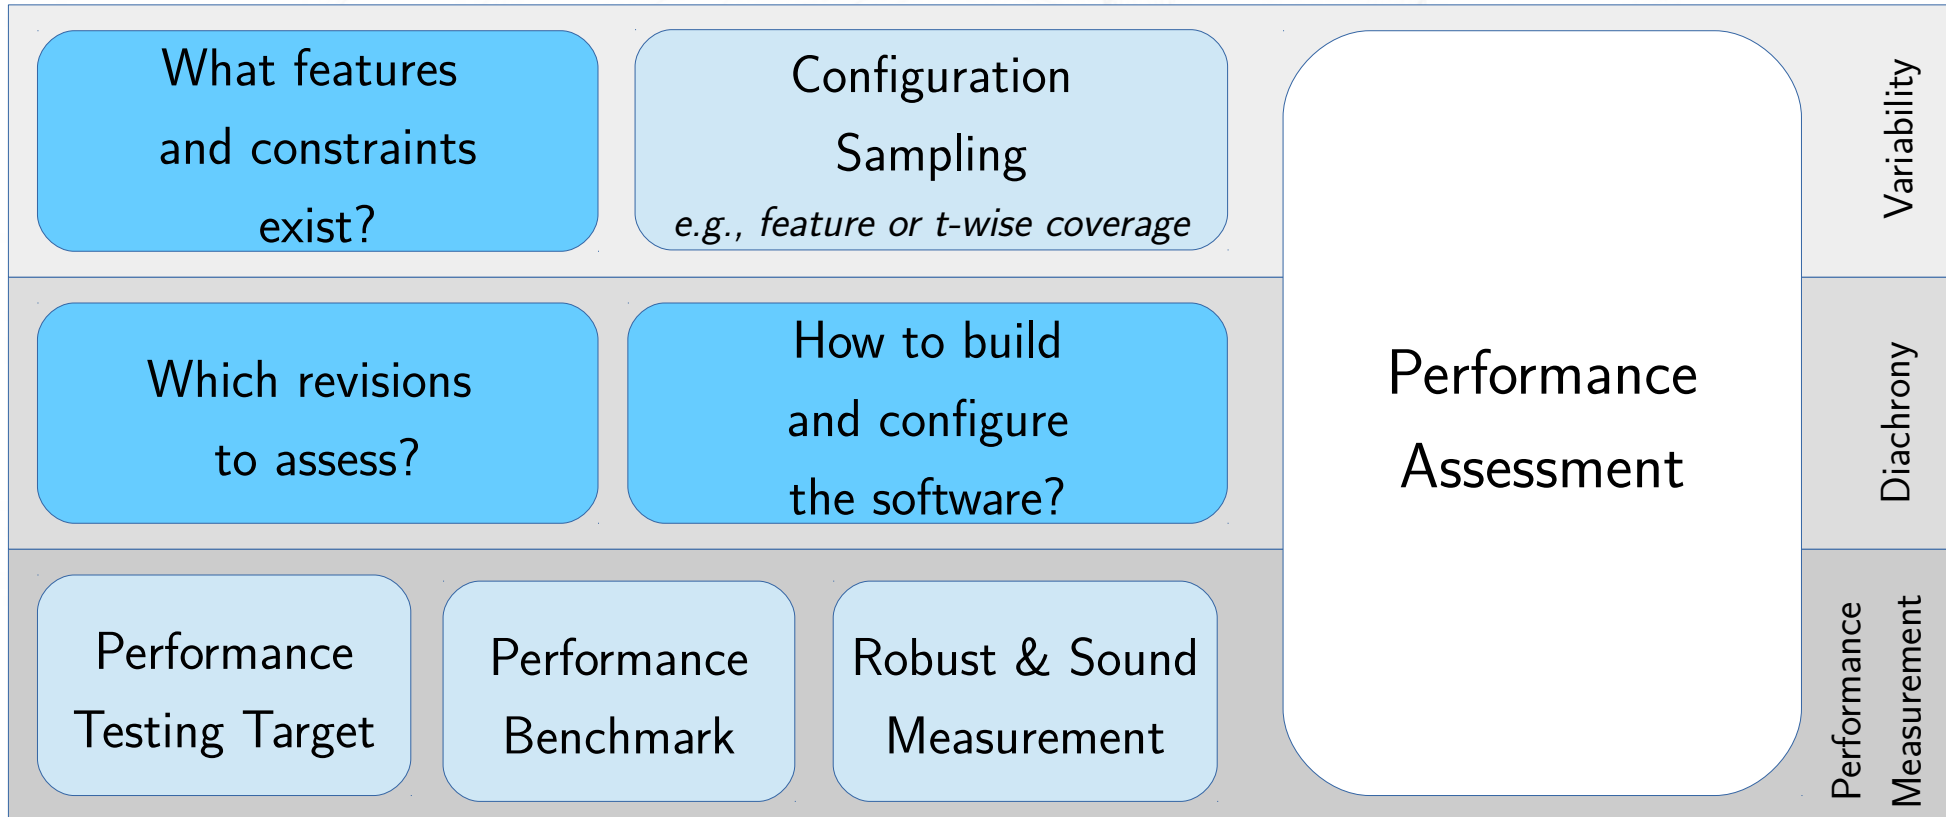 What features
and constraints
exist?
Configuration
Sampling
e.g., feature or t-wise coverage
Variability
Which revisions
to assess?
How to build
and configure
the software?
Performance
Assessment
Diachrony
Performance
Testing Target
Performance
Benchmark
Robust & Sound
Measurement
Performance
Measurement